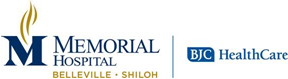 M MEMORIAL
HOSPITAL
BELLEVILLE · SHILOH
BJC HealthCare